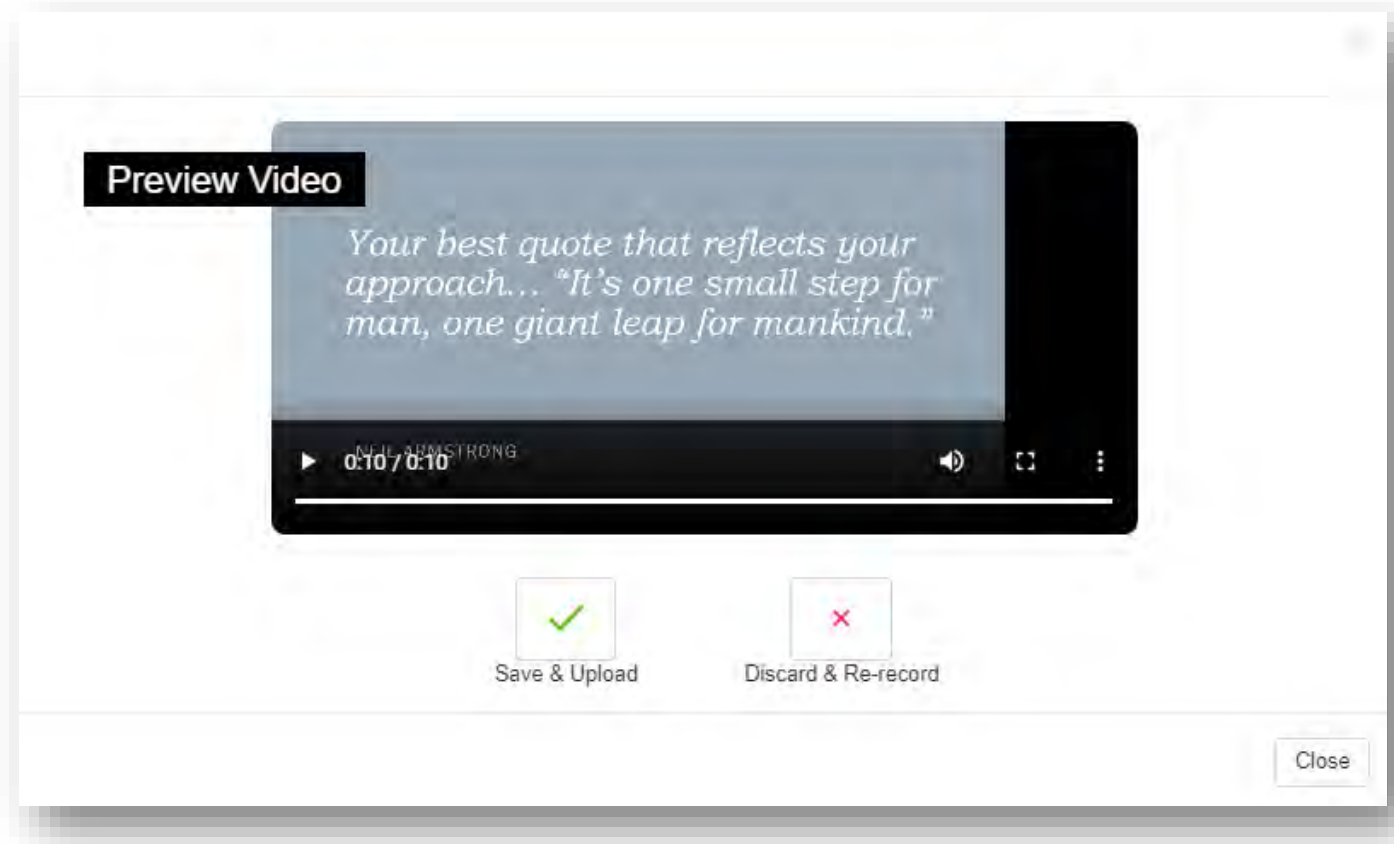 Preview Video
Your best quote that reflects your
approach... “It’s one small step for
man, one giant leap for mankind.”
NEIL ARMSTRONG
0:10 / 0:10
Save & Upload
Discard & Re-record
Close